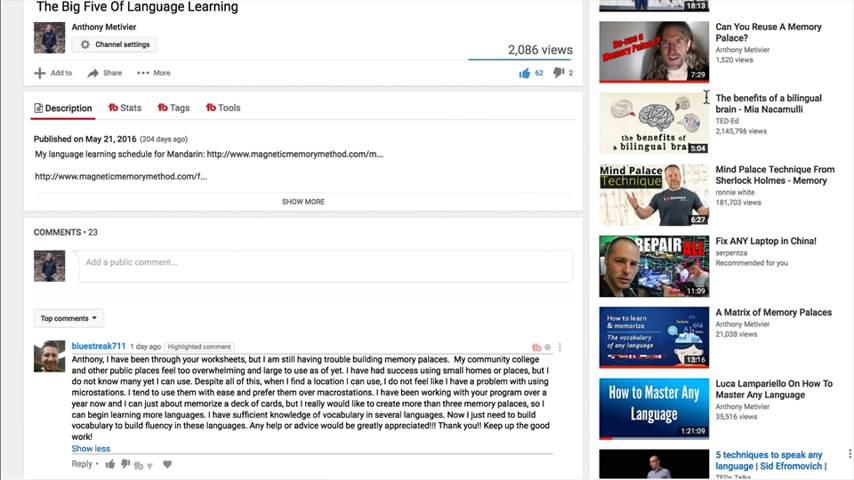 The Big Five Of Language Learning
Anthony Metivier
Channel settings
2,086 views
Add to
Share
More
62
2
Description
Stats
Tags
Tools
Published on May 21, 2016 (204 days ago)
My language learning schedule for Mandarin: http://www.magneticmemorymethod.com/m...
http://www.magneticmemorymethod.com/f...
SHOW MORE
COMMENTS • 23
Add a public comment...
Top comments
bluestreak711 1 day ago Highlighted comment
Anthony, I have been through your worksheets, but I am still having trouble building memory palaces. My community college
and other public places feel too overwhelming and large to use as of yet. I have had success using small homes or places, but I
do not know many yet I can use. Despite all of this, when I find a location I can use, I do not feel like I have a problem with using
microstations. I tend to use them with ease and prefer them over macrostations. I have been working with your program over a
year now and I can just about memorize a deck of cards, but I really would like to create more than three memory palaces, so I
can begin learning more languages. I have sufficient knowledge of vocabulary in several languages. Now I just need to build
vocabulary to build fluency in these languages. Any help or advice would be greatly appreciated!!! Thank you!! Keep up the good
work!
Show less
Reply
18:13
Re-use a
Memory Palace?
7:29
Can You Reuse A Memory
Palace?
Anthony Metivier
1,520 views
the benefits of
a bilingual brain
5:04
The benefits of a bilingual
brain - Mia Nacamulli
TED-Ed
2,145,796 views
Mind Palace
Technique
6:27
Mind Palace Technique From
Sherlock Holmes - Memory
ronnie white
181,703 views
REPAIR ALL
11:09
Fix ANY Laptop in China!
serpentza
Recommended for you
How to learn
& memorize
The vocabulary
of any language
13:16
A Matrix of Memory Palaces
Anthony Metivier
21,038 views
How to Master Any
Language
1:21:09
Luca Lampariello On How To
Master Any Language
Anthony Metivier
35,516 views
5 techniques to speak any
language | Sid Efromovich |
TEDx Talks